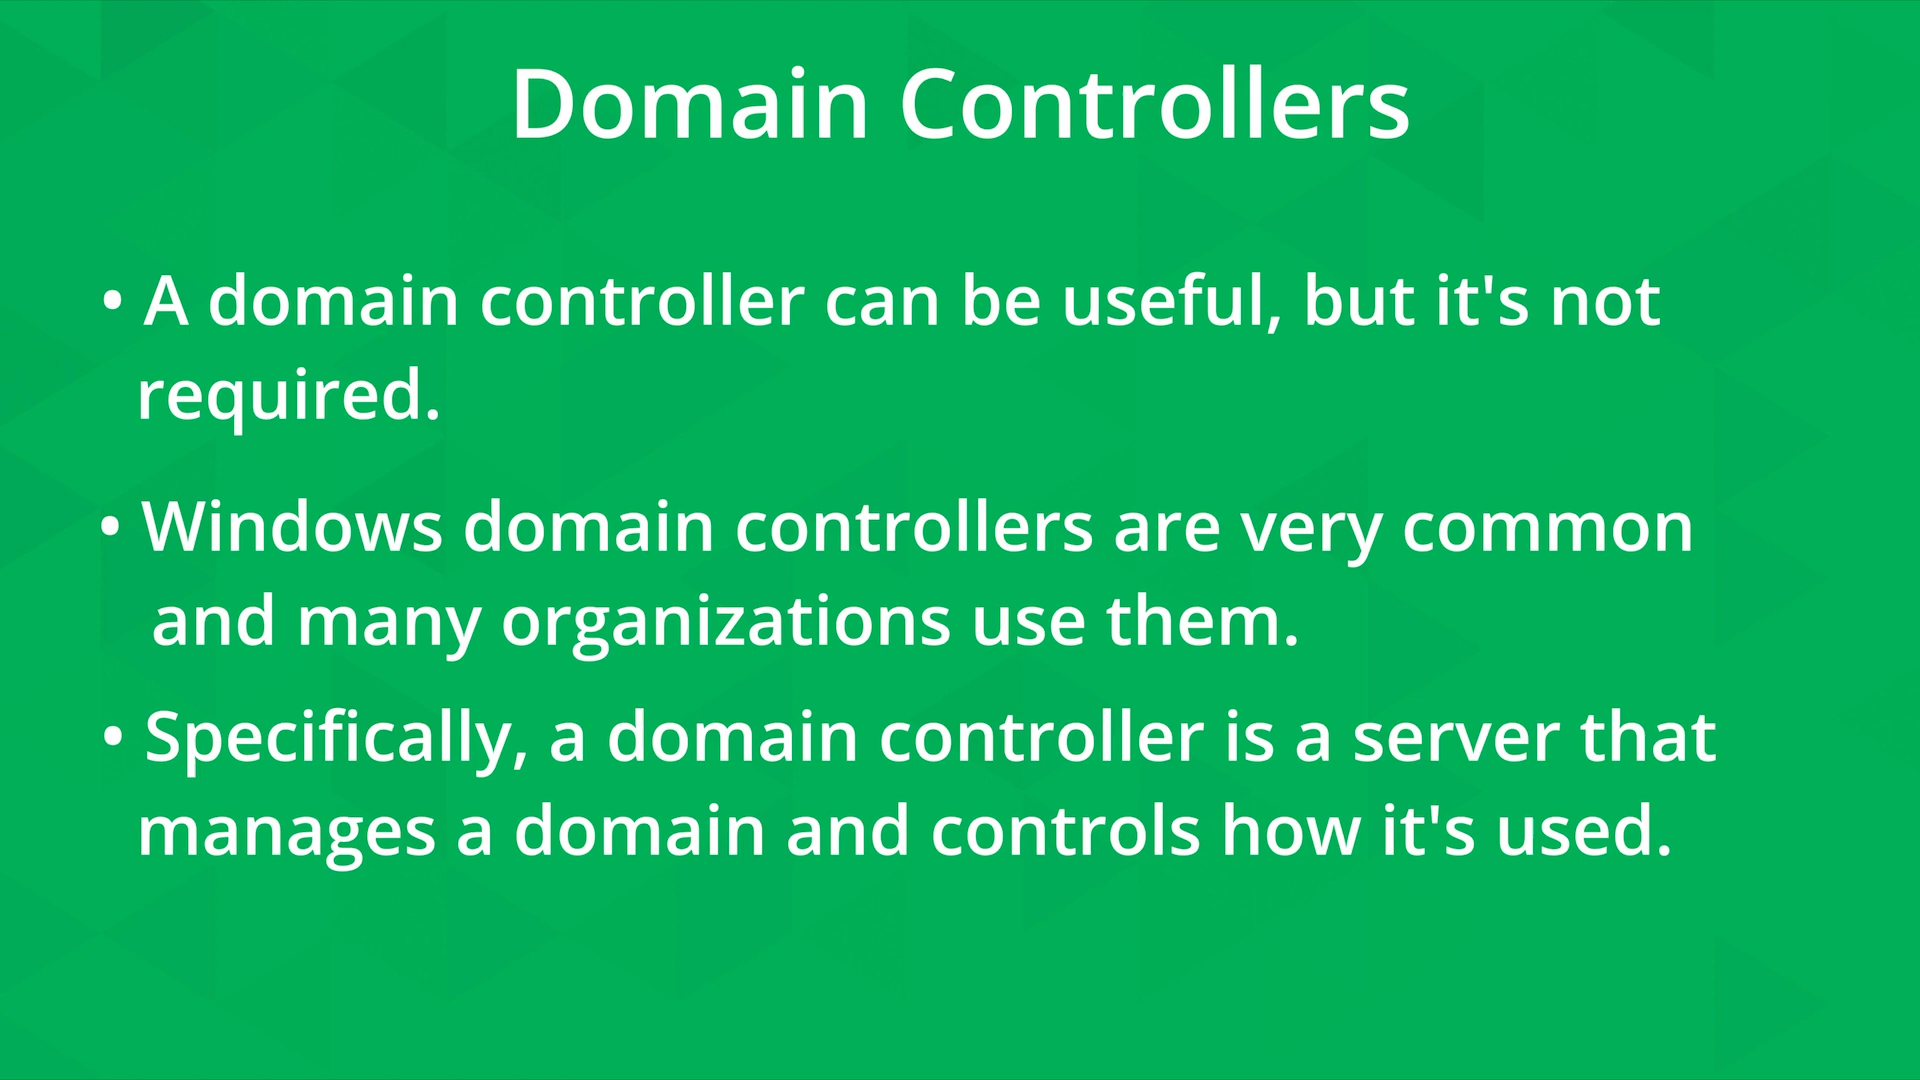 Domain Controllers
• A domain controller can be useful, but it's not
required.
• Windows domain controllers are very common
and many organizations use them.
• Specifically, a domain controller is a server that
manages a domain and controls how it's used.